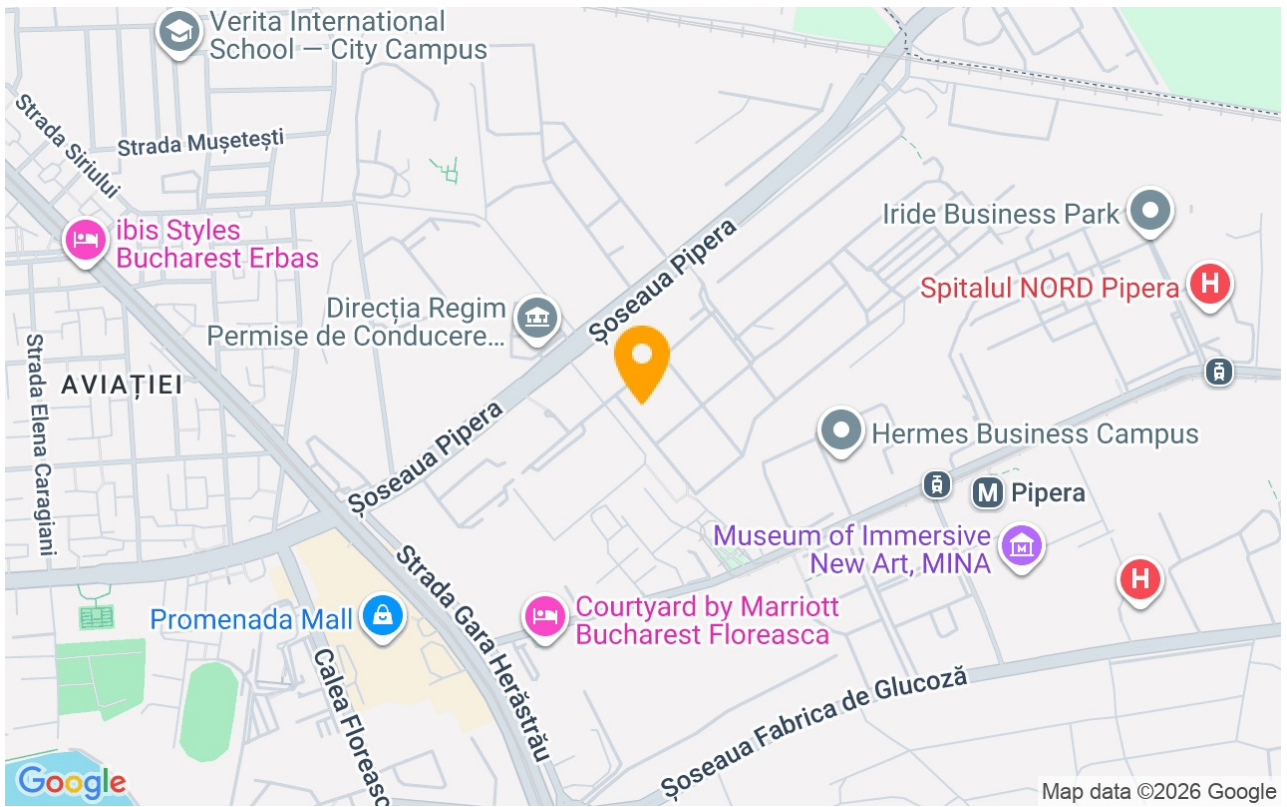 Verita International
School — City Campus
Strada Mușetești
Strada Siriului
Iride Business Park
ibis Styles
Bucharest Erbas
Șoseaua Pipera
Spitalul NORD Pipera
H
Direcția Regim
Permise de Conducere...
Strada Elena Caragiani
AVIAȚIEI
Șoseaua Pipera
Hermes Business Campus
M Pipera
Museum of Immersive
New Art, MINA
M
H
Strada Gara Herăstrău
Promenada Mall
Courtyard by Marriott
Bucharest Floreasca
Calea Floreasc
Șoseaua Fabrica de Glucoză
Google
Map data ©2026 Google